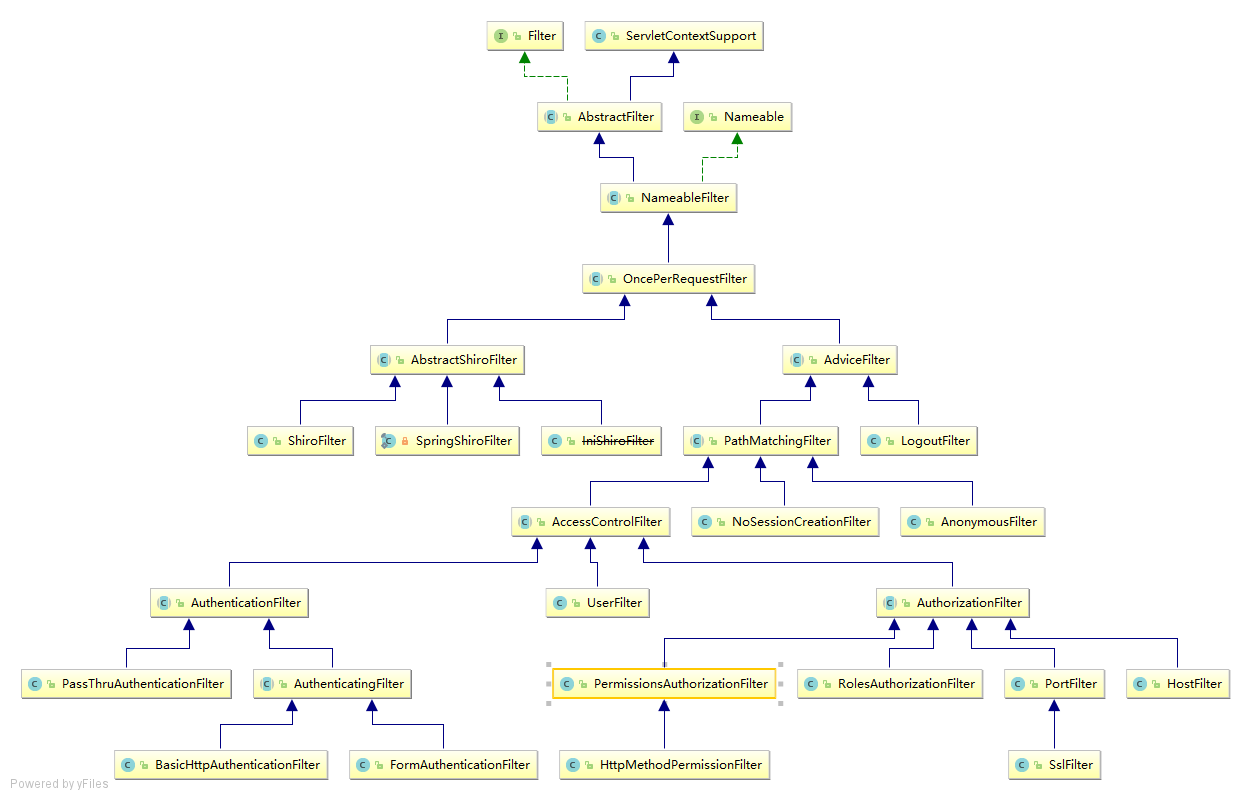 Filter
ServletContextSupport
AbstractFilter
Nameable
NameableFilter
OncePerRequestFilter
AbstractShiroFilter
AdviceFilter
ShiroFilter
SpringShiroFilter
IniShiroFilter
PathMatchingFilter
LogoutFilter
AccessControlFilter
NoSessionCreationFilter
AnonymousFilter
AuthenticationFilter
UserFilter
AuthorizationFilter
PassThruAuthenticationFilter
AuthenticatingFilter
PermissionsAuthorizationFilter
RolesAuthorizationFilter
PortFilter
HostFilter
BasicHttpAuthenticationFilter
FormAuthenticationFilter
HttpMethodPermissionFilter
SslFilter
Powered by yFiles